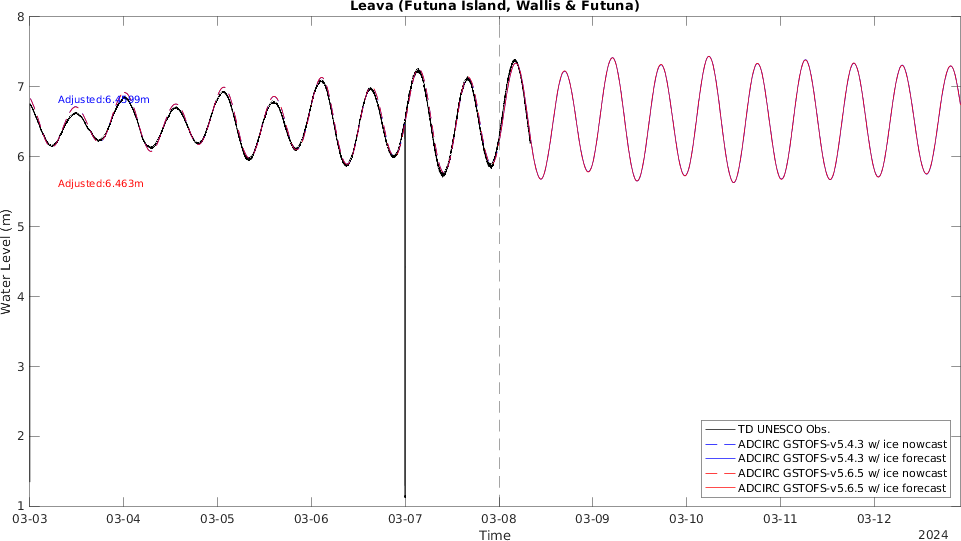 Leava (Futuna Island, Wallis & Futuna)
8
7
6
5
4
3
2
1
Water Level (m)
Adjusted:6.4599m
Adjusted:6.463m
TD UNESCO Obs.
ADCIRC GSTOFS-v5.4.3 w/ ice nowcast
ADCIRC GSTOFS-v5.4.3 w/ ice forecast
ADCIRC GSTOFS-v5.6.5 w/ ice nowcast
ADCIRC GSTOFS-v5.6.5 w/ ice forecast
03-03 03-04 03-05 03-06 03-07 03-08 03-09 03-10 03-11 03-12
Time
2024